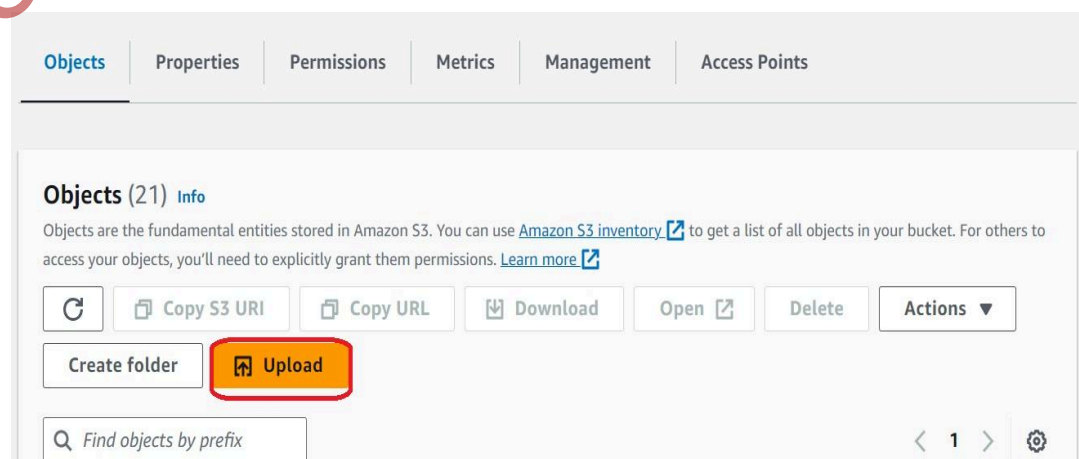 Objects Properties Permissions Metrics Management Access Points
Objects (21) Info
Objects are the fundamental entities stored in Amazon S3. You can use Amazon S3 inventory to get a list of all objects in your bucket. For others to
access your objects, you'll need to explicitly grant them permissions. Learn more
Copy S3 URI Copy URL Download Open Delete Actions
Create folder Upload
Find objects by prefix 1